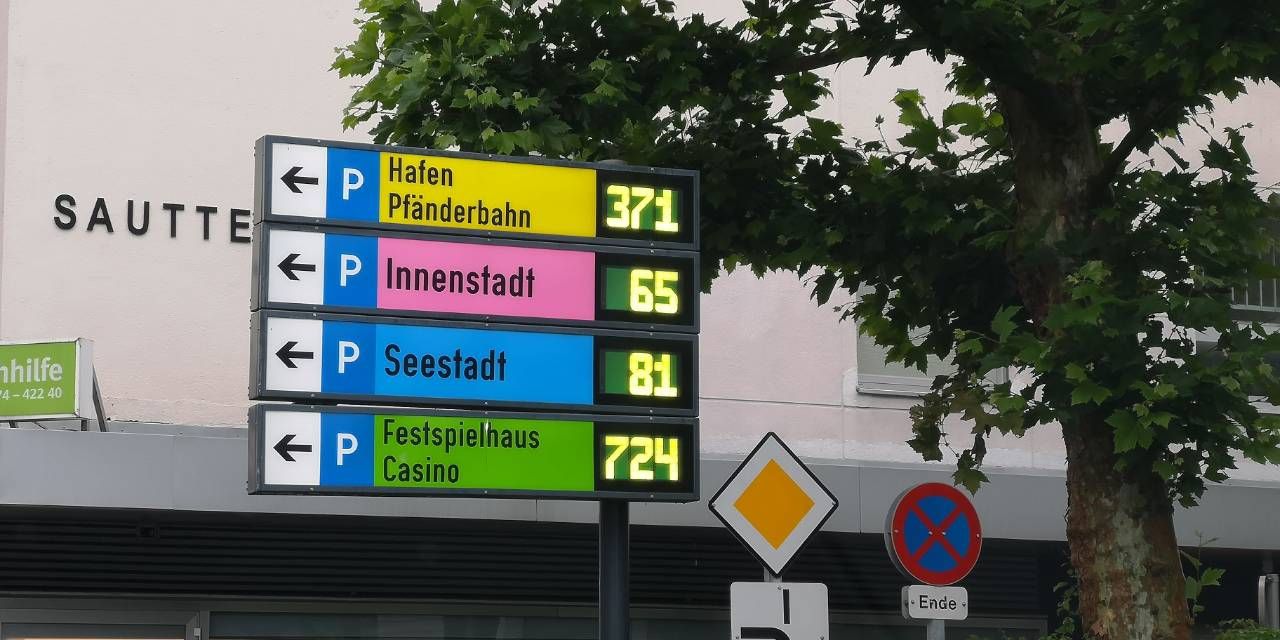 SAUTTE
P Hafen
Pfänderbahn 371
P Innenstadt 65
P Seestadt 81
P Festspielhaus
Casino 724
nhilfe
74 – 422 40
Ende